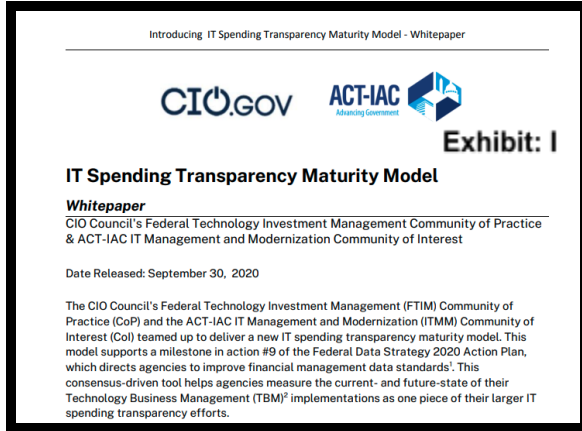 Introducing IT Spending Transparency Maturity Model - Whitepaper
CIO.GOV
ACT-IAC
Advancing Government
Exhibit: I
IT Spending Transparency Maturity Model
Whitepaper
CIO Council's Federal Technology Investment Management Community of Practice
& ACT-IAC IT Management and Modernization Community of Interest
Date Released: September 30, 2020
The CIO Council's Federal Technology Investment Management (FTIM) Community of
Practice (CoP) and the ACT-IAC IT Management and Modernization (ITMM) Community of
Interest (CoI) teamed up to deliver a new IT spending transparency maturity model. This
model supports a milestone in action #9 of the Federal Data Strategy 2020 Action Plan,
which directs agencies to improve financial management data standards¹. This
consensus-driven tool helps agencies measure the current- and future-state of their
Technology Business Management (TBM)² implementations as one piece of their larger IT
spending transparency efforts.